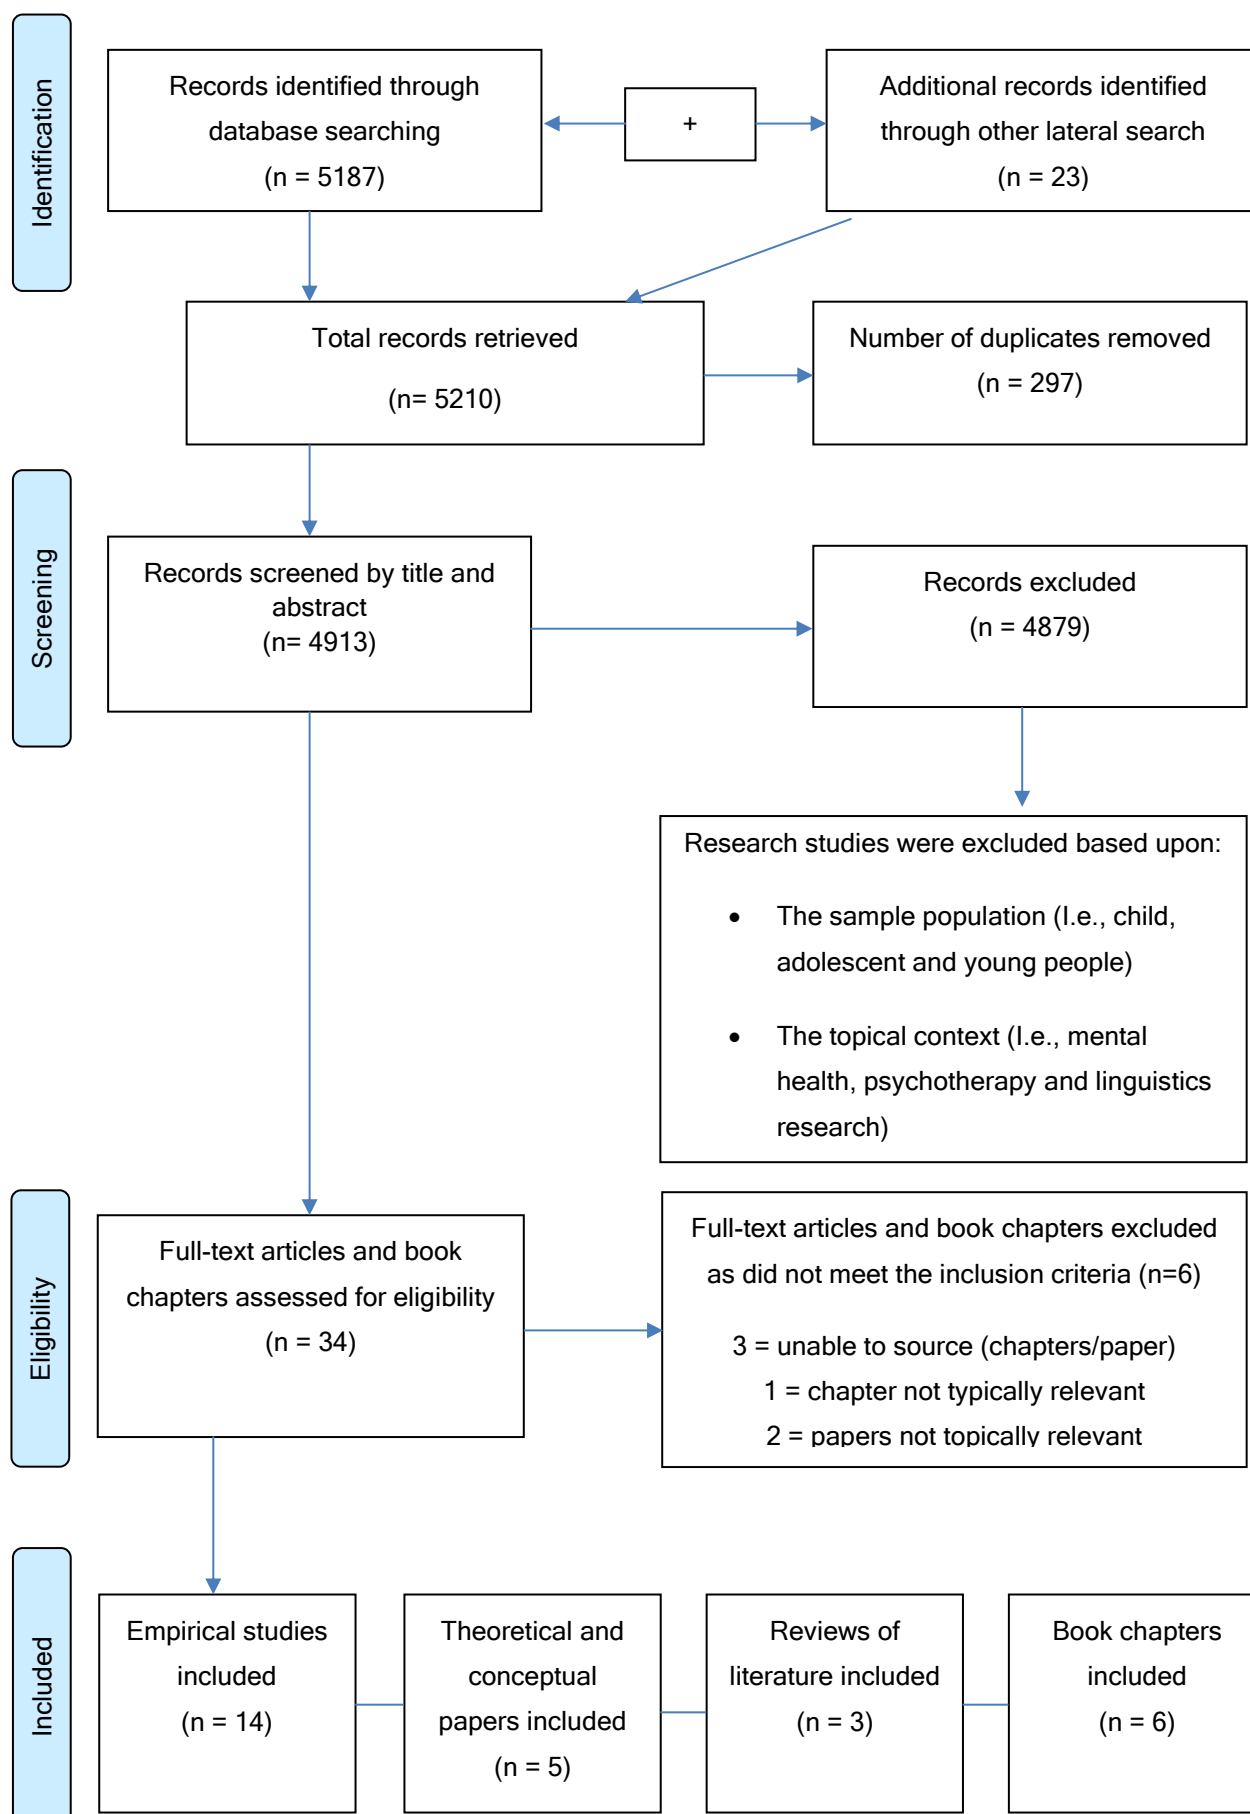 Identification
Records identified through
database searching
(n = 5187)
+
Additional records identified
through other lateral search
(n = 23)
Total records retrieved
(n= 5210)
Number of duplicates removed
(n = 297)
Screening
Records screened by title and
abstract
(n= 4913)
Records excluded
(n = 4879)
Research studies were excluded based upon:
• The sample population (I.e., child,
adolescent and young people)
• The topical context (I.e., mental
health, psychotherapy and linguistics
research)
Eligibility
Full-text articles and book
chapters assessed for eligibility
(n = 34)
Full-text articles and book chapters excluded
as did not meet the inclusion criteria (n=6)
3 = unable to source (chapters/paper)
1 = chapter not typically relevant
2 = papers not topically relevant
Included
Empirical studies
included
(n = 14)
Theoretical and
conceptual
papers included
(n = 5)
Reviews of
literature included
(n = 3)
Book chapters
included
(n = 6)